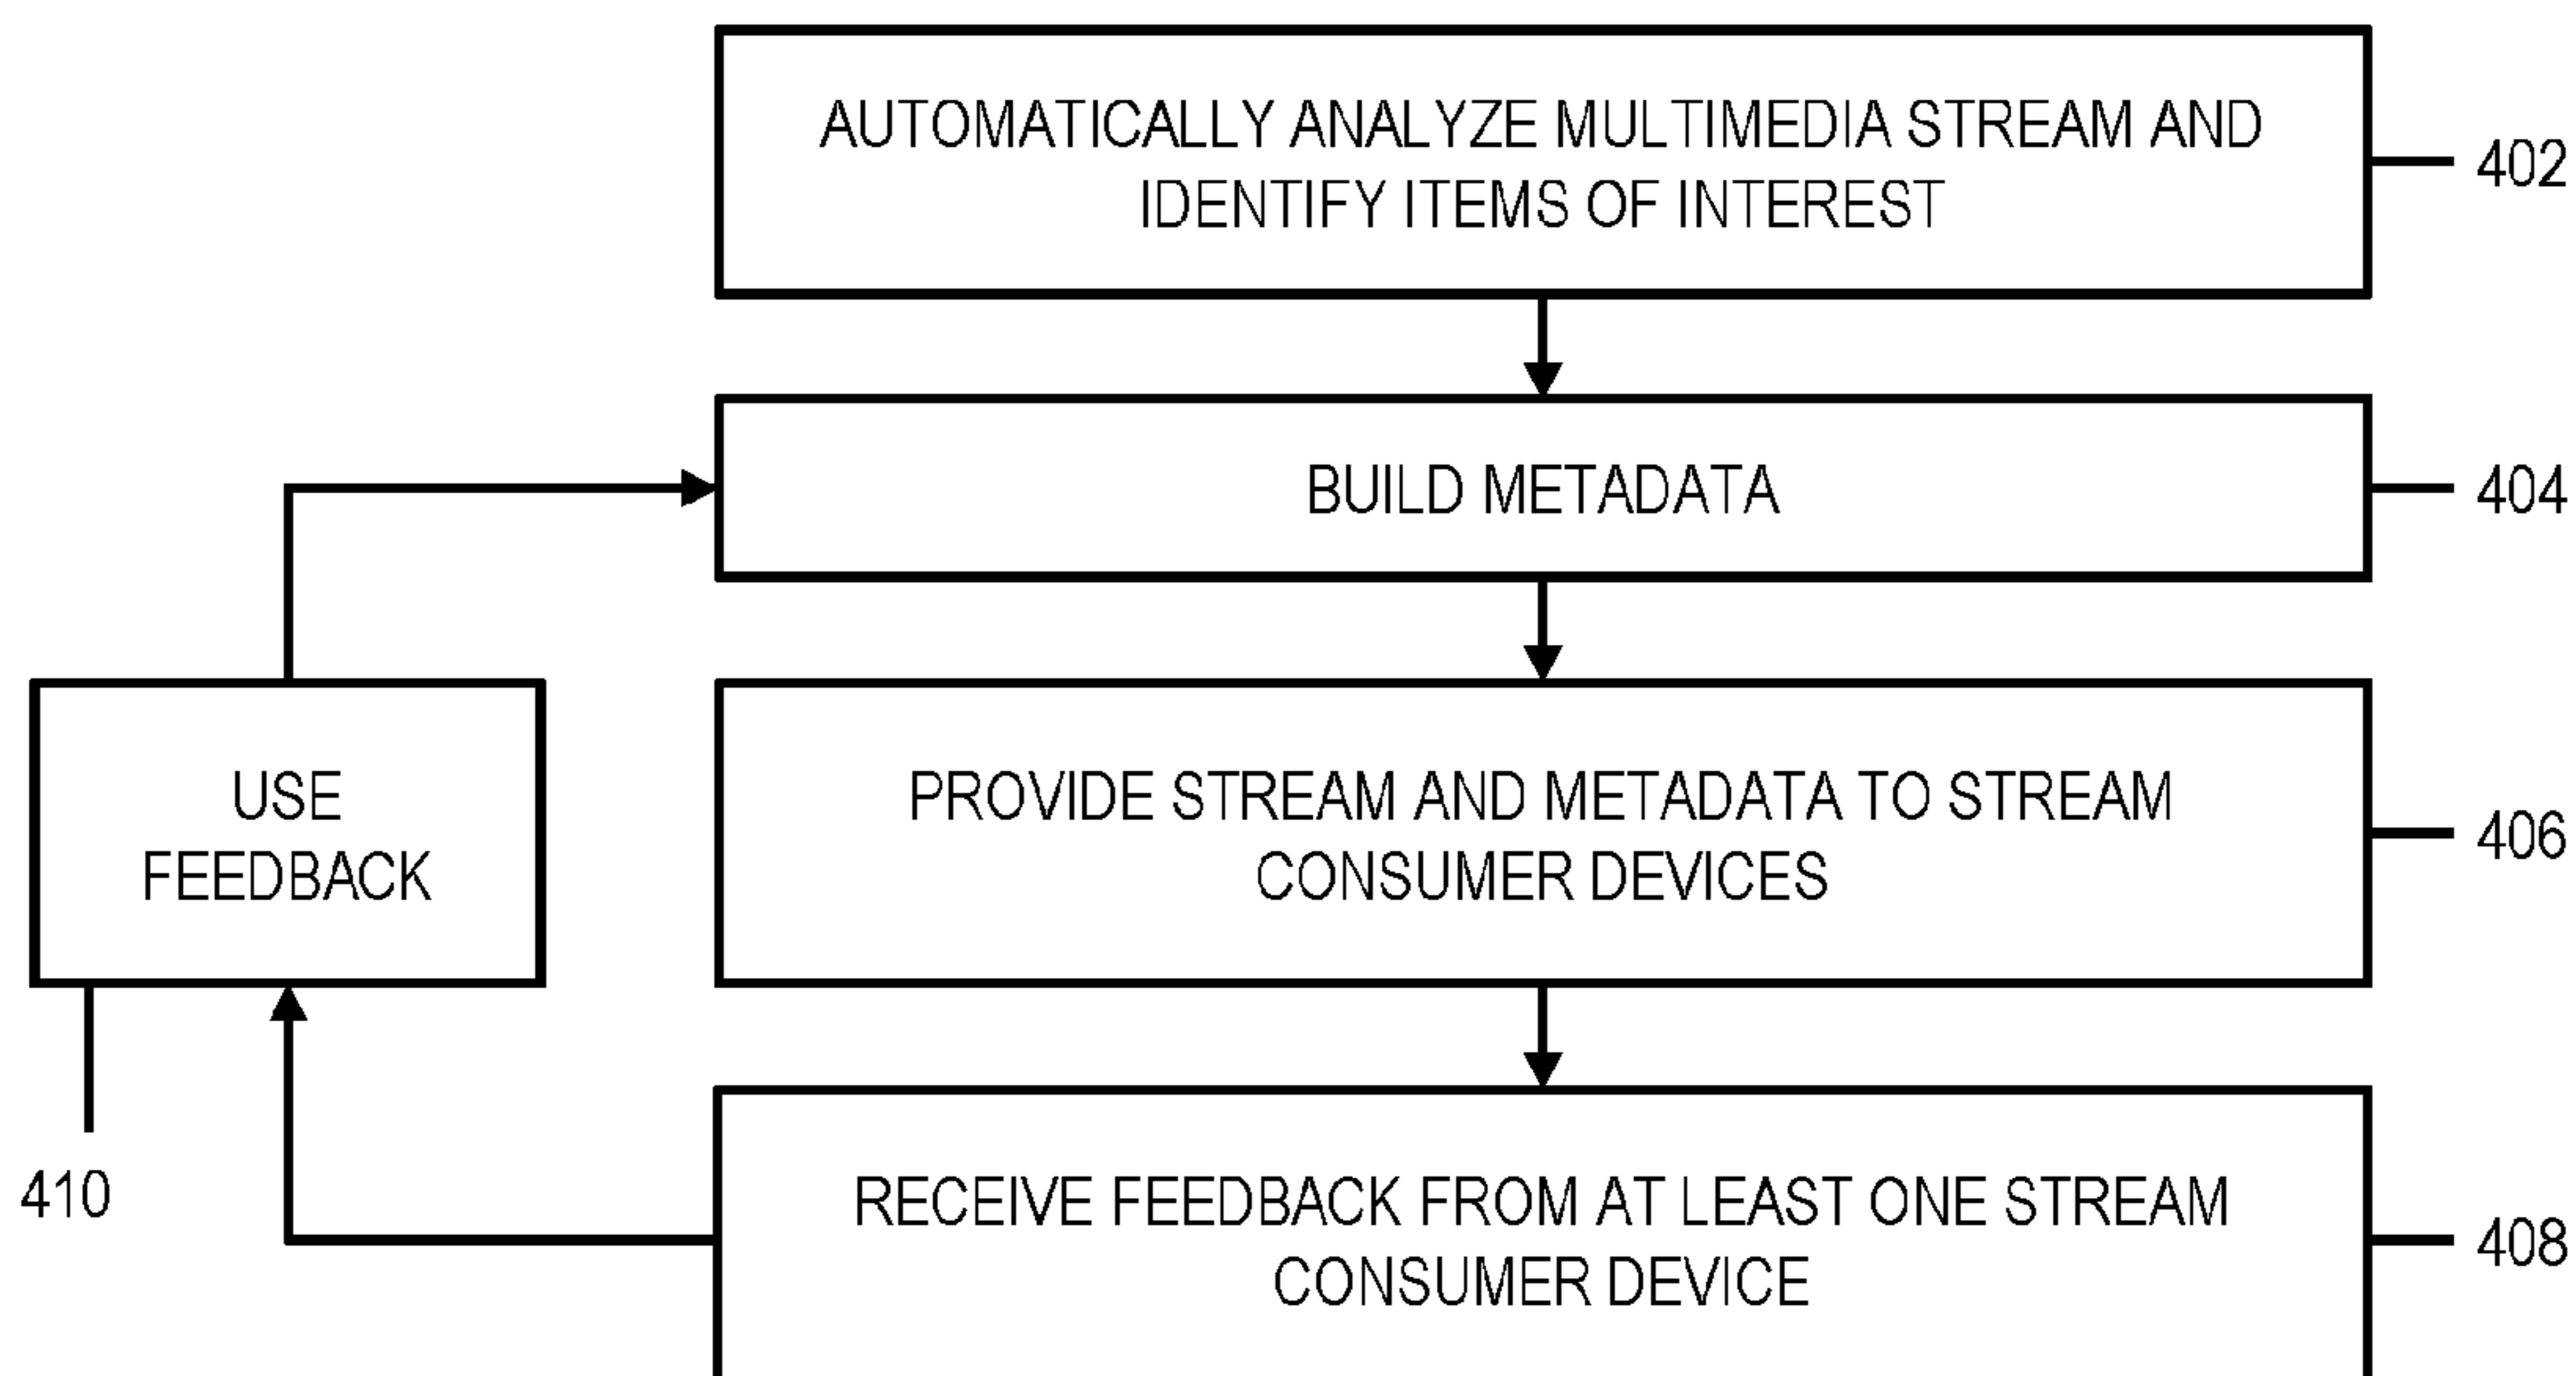 AUTOMATICALLY ANALYZE MULTIMEDIA STREAM AND
IDENTIFY ITEMS OF INTEREST
402
BUILD METADATA
404
USE
FEEDBACK
410
PROVIDE STREAM AND METADATA TO STREAM
CONSUMER DEVICES
406
RECEIVE FEEDBACK FROM AT LEAST ONE STREAM
CONSUMER DEVICE
408